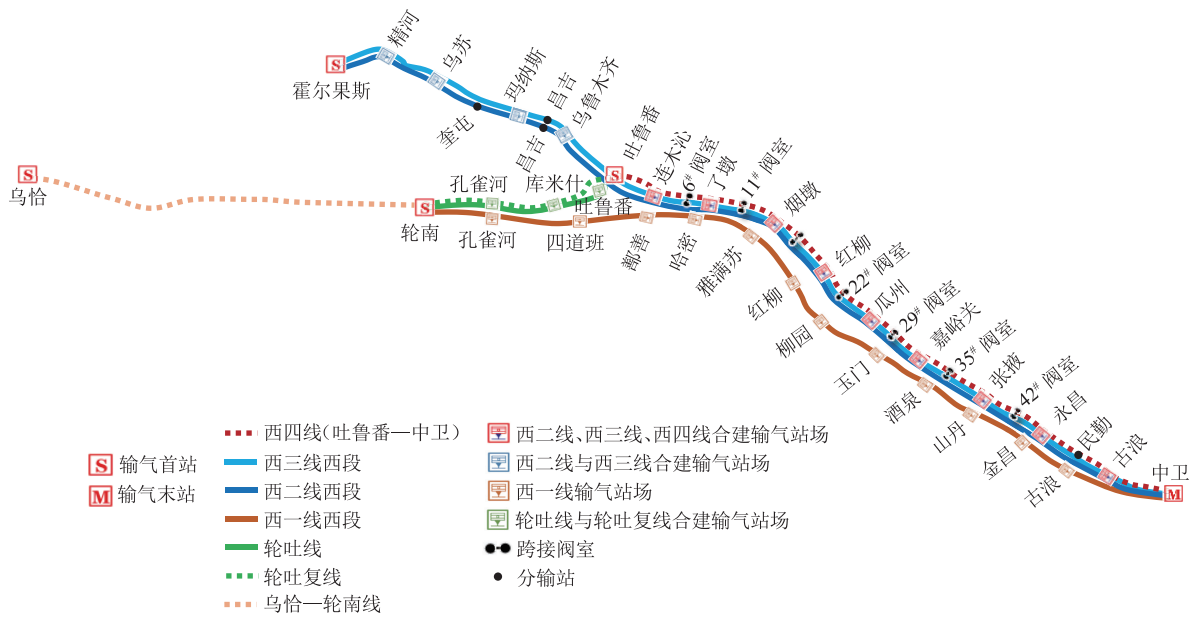 精河
乌苏
玛纳斯
昌吉
乌鲁木齐
S
霍尔果斯
奎屯
昌吉
吐鲁番
S
连木沁
6# 阀室
了墩
11# 阀室
烟墩
S
乌恰
孔雀河
库米什
吐鲁番
S
轮南
孔雀河
四道班
鄯善
哈密
雅满苏
红柳
22# 阀室
瓜州
29# 阀室
嘉峪关
35# 阀室
张掖
42# 阀室
永昌
民勤
古浪
中卫
M
红柳
柳园
玉门
酒泉
山丹
金昌
古浪
S 输气首站
M 输气末站
西四线(吐鲁番—中卫)
西三线西段
西二线西段
西一线西段
轮吐线
轮吐复线
乌恰—轮南线
西二线、西三线、西四线合建输气站场
西二线与西三线合建输气站场
西一线输气站场
轮吐线与轮吐复线合建输气站场
跨接阀室
分输站